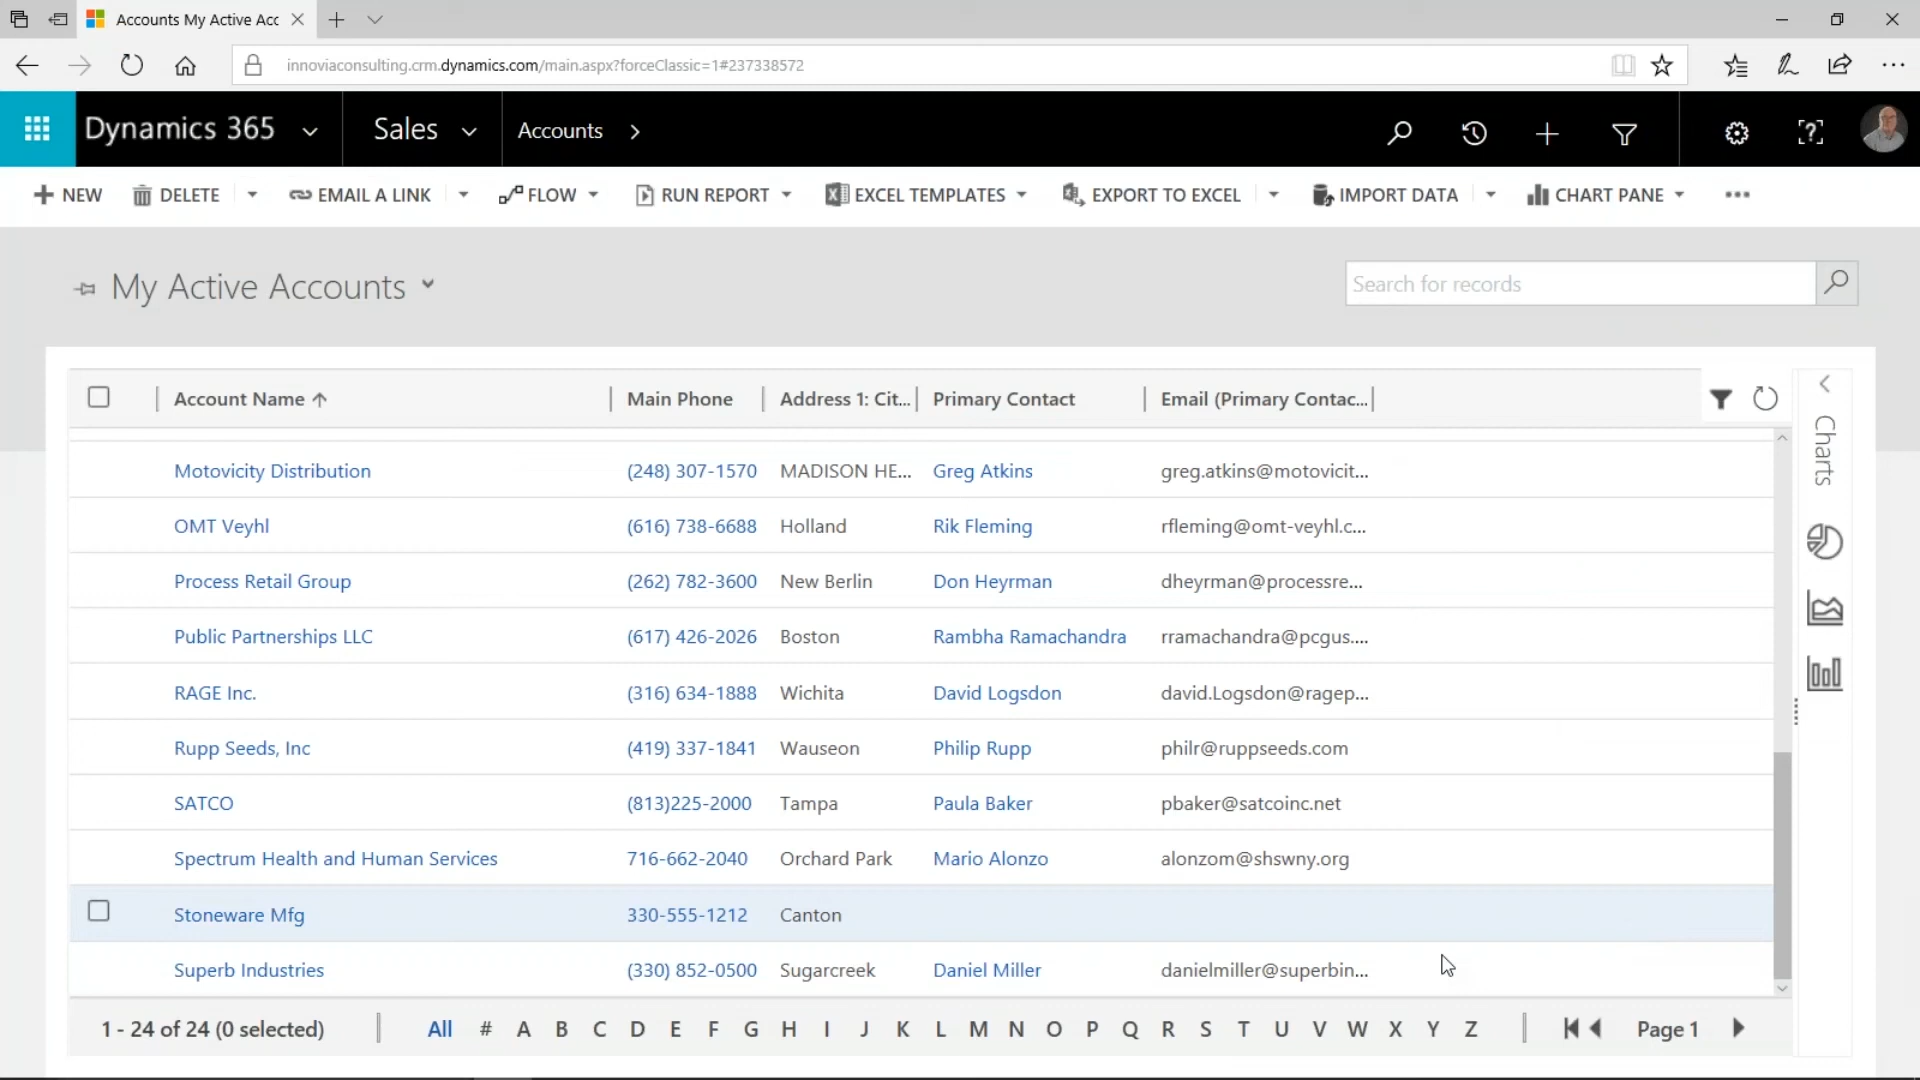 Accounts My Active Acc
innoviaconsulting.crm.dynamics.com/main.aspx?forceClassic=1#237338572
Dynamics 365 Sales Accounts
NEW DELETE EMAIL A LINK FLOW RUN REPORT EXCEL TEMPLATES EXPORT TO EXCEL IMPORT DATA CHART PANE
My Active Accounts Search for records
Account Name Main Phone Address 1: Cit... Primary Contact Email (Primary Contac...
Charts
Motovicity Distribution (248) 307-1570 MADISON HE... Greg Atkins greg.atkins@motovicit...
OMT Veyhl (616) 738-6688 Holland Rik Fleming rfleming@omt-veyhl.c...
Process Retail Group (262) 782-3600 New Berlin Don Heyrman dheyrman@processre...
Public Partnerships LLC (617) 426-2026 Boston Rambha Ramachandra rramachandra@pcgus....
RAGE Inc. (316) 634-1888 Wichita David Logsdon david.Logsdon@ragep...
Rupp Seeds, Inc (419) 337-1841 Wauseon Philip Rupp philr@ruppseeds.com
SATCO (813)225-2000 Tampa Paula Baker pbaker@satcoinc.net
Spectrum Health and Human Services 716-662-2040 Orchard Park Mario Alonzo alonzom@shswny.org
Stoneware Mfg 330-555-1212 Canton
Superb Industries (330) 852-0500 Sugarcreek Daniel Miller danielmiller@superbin...
1 - 24 of 24 (0 selected) All # A B C D E F G H I J K L M N O P Q R S T U V W X Y Z Page 1